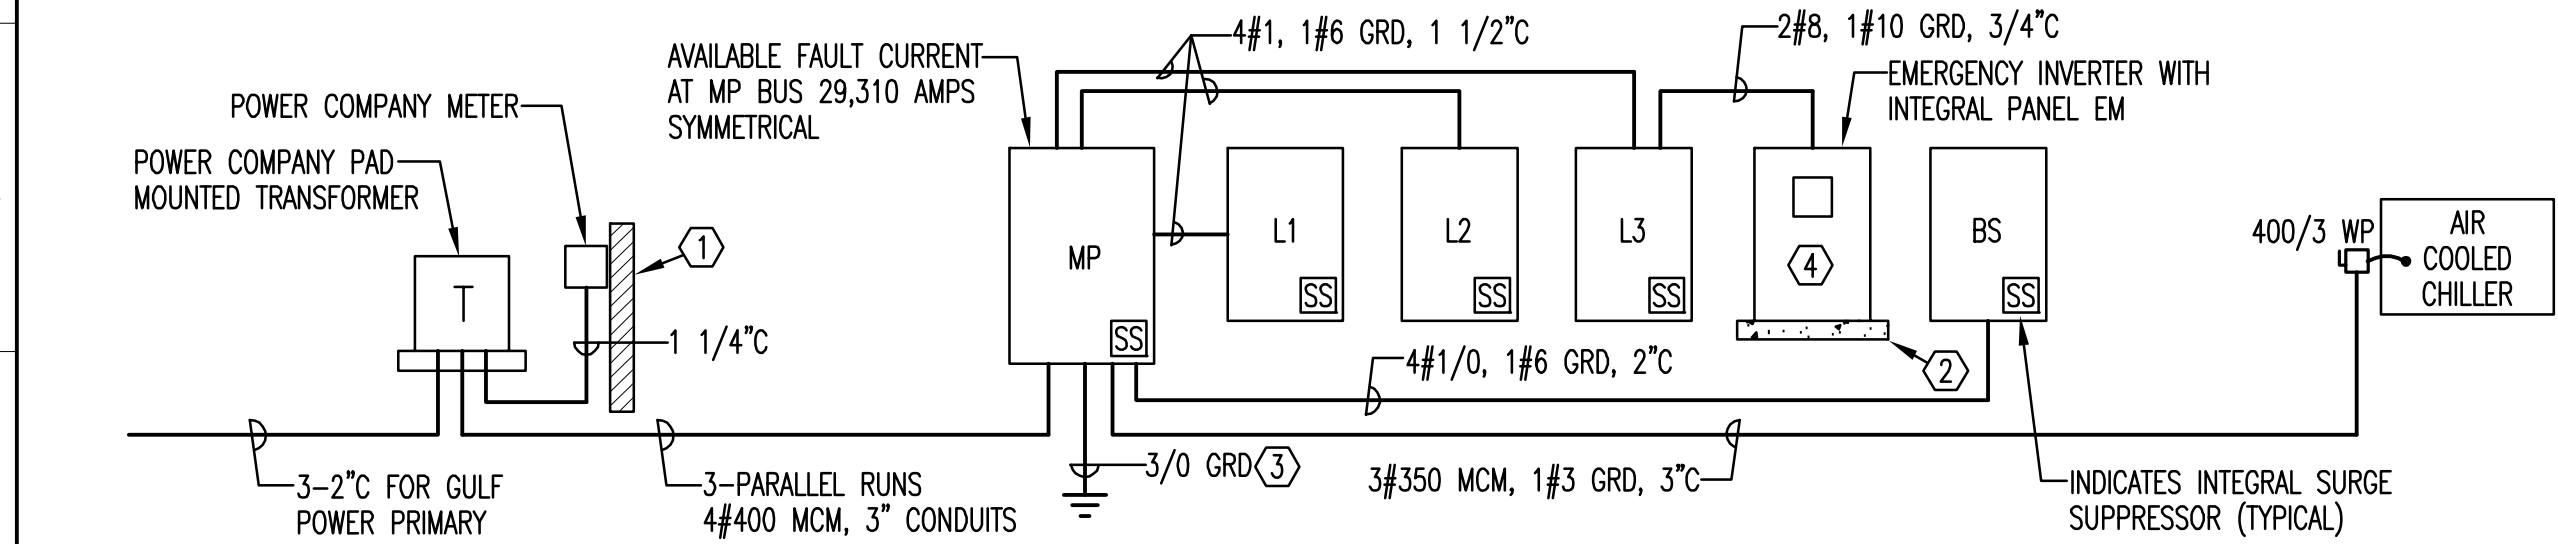 4#1, 1#6 GRD, 1 1/2"C
2#8, 1#10 GRD, 3/4"C
AVAILABLE FAULT CURRENT
AT MP BUS 29,310 AMPS
SYMMETRICAL
EMERGENCY INVERTER WITH
INTEGRAL PANEL EM
POWER COMPANY METER
POWER COMPANY PAD
MOUNTED TRANSFORMER
T
1
1 1/4"C
MP
SS
L1
SS
L2
SS
L3
SS
4
2
BS
SS
400/3 WP
AIR
COOLED
CHILLER
4#1/0, 1#6 GRD, 2"C
3-2"C FOR GULF
POWER PRIMARY
3-PARALLEL RUNS
4#400 MCM, 3" CONDUITS
3/0 GRD
3
3#350 MCM, 1#3 GRD, 3"C
INDICATES INTEGRAL SURGE
SUPPRESSOR (TYPICAL)